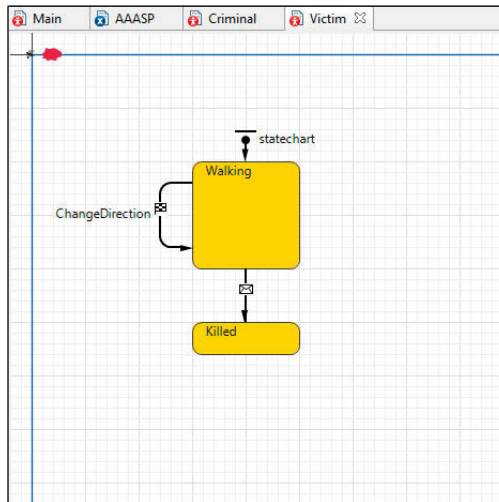 Main AAASP Criminal Victim
statechart
Walking
ChangeDirection
Killed